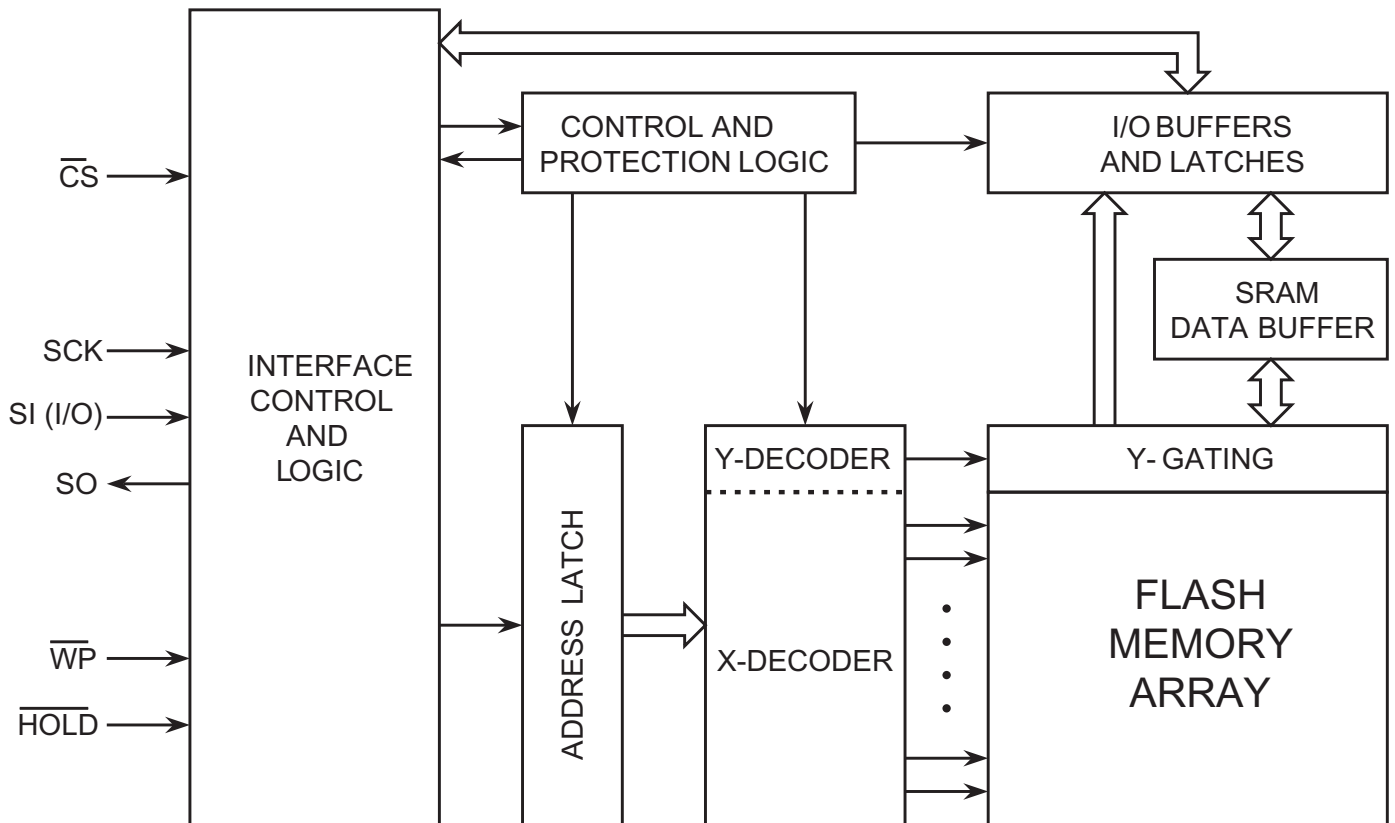 CS
SCK
SI (I/O)
SO
WP
HOLD
INTERFACE
CONTROL
AND
LOGIC
CONTROL AND
PROTECTION LOGIC
I/O BUFFERS
AND LATCHES
SRAM
DATA BUFFER
ADDRESS LATCH
Y-DECODER
X-DECODER
Y- GATING
FLASH
MEMORY
ARRAY